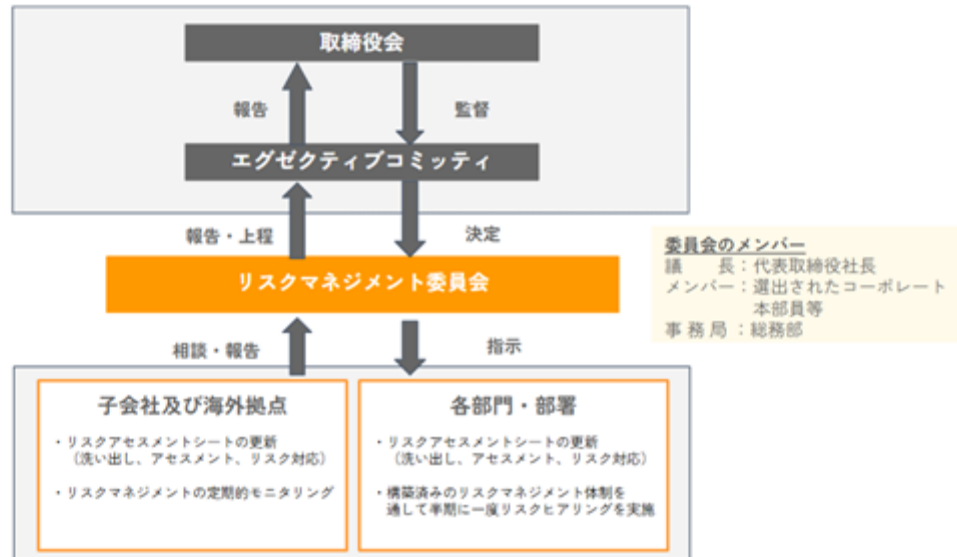 取締役会
報告
監督
エグゼクティブコミッティ
報告・上程
決定
リスクマネジメント委員会
委員会のメンバー
議　　長：代表取締役社長
メンバー：選出されたコーポレート
本部員等
事 務 局 ：総務部
相談・報告
指示
子会社及び海外拠点
・リスクアセスメントシートの更新
（洗い出し、アセスメント、リスク対応）
・リスクマネジメントの定期的モニタリング
各部門・部署
・リスクアセスメントシートの更新
（洗い出し、アセスメント、リスク対応）
・構築済みのリスクマネジメント体制を
通して半期に一度リスクヒアリングを実施